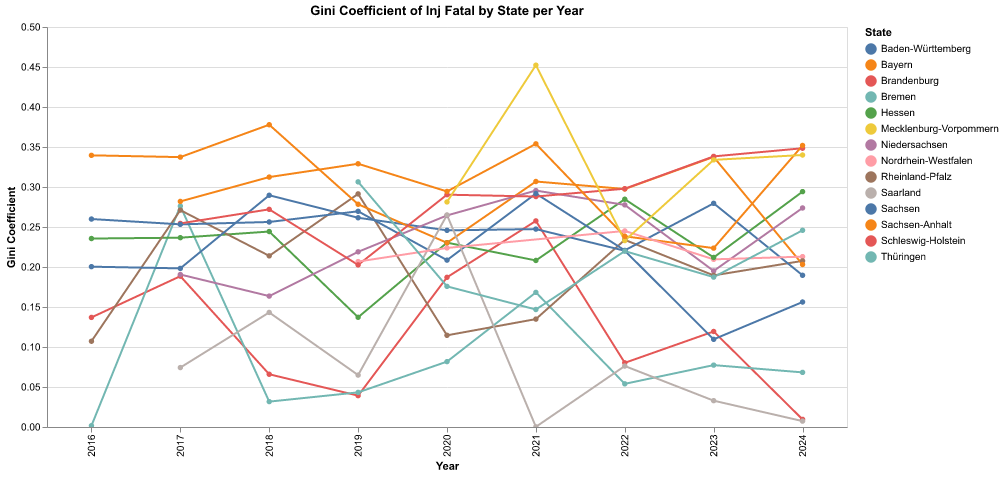 Gini Coefficient of Inj Fatal by State per Year
Gini Coefficient
0.50
0.45
0.40
0.35
0.30
0.25
0.20
0.15
0.10
0.05
0.00
2016
2017
2018
2019
2020
2021
2022
2023
2024
Year
State
Baden-Württemberg
Bayern
Brandenburg
Bremen
Hessen
Mecklenburg-Vorpommern
Niedersachsen
Nordrhein-Westfalen
Rheinland-Pfalz
Saarland
Sachsen
Sachsen-Anhalt
Schleswig-Holstein
Thüringen